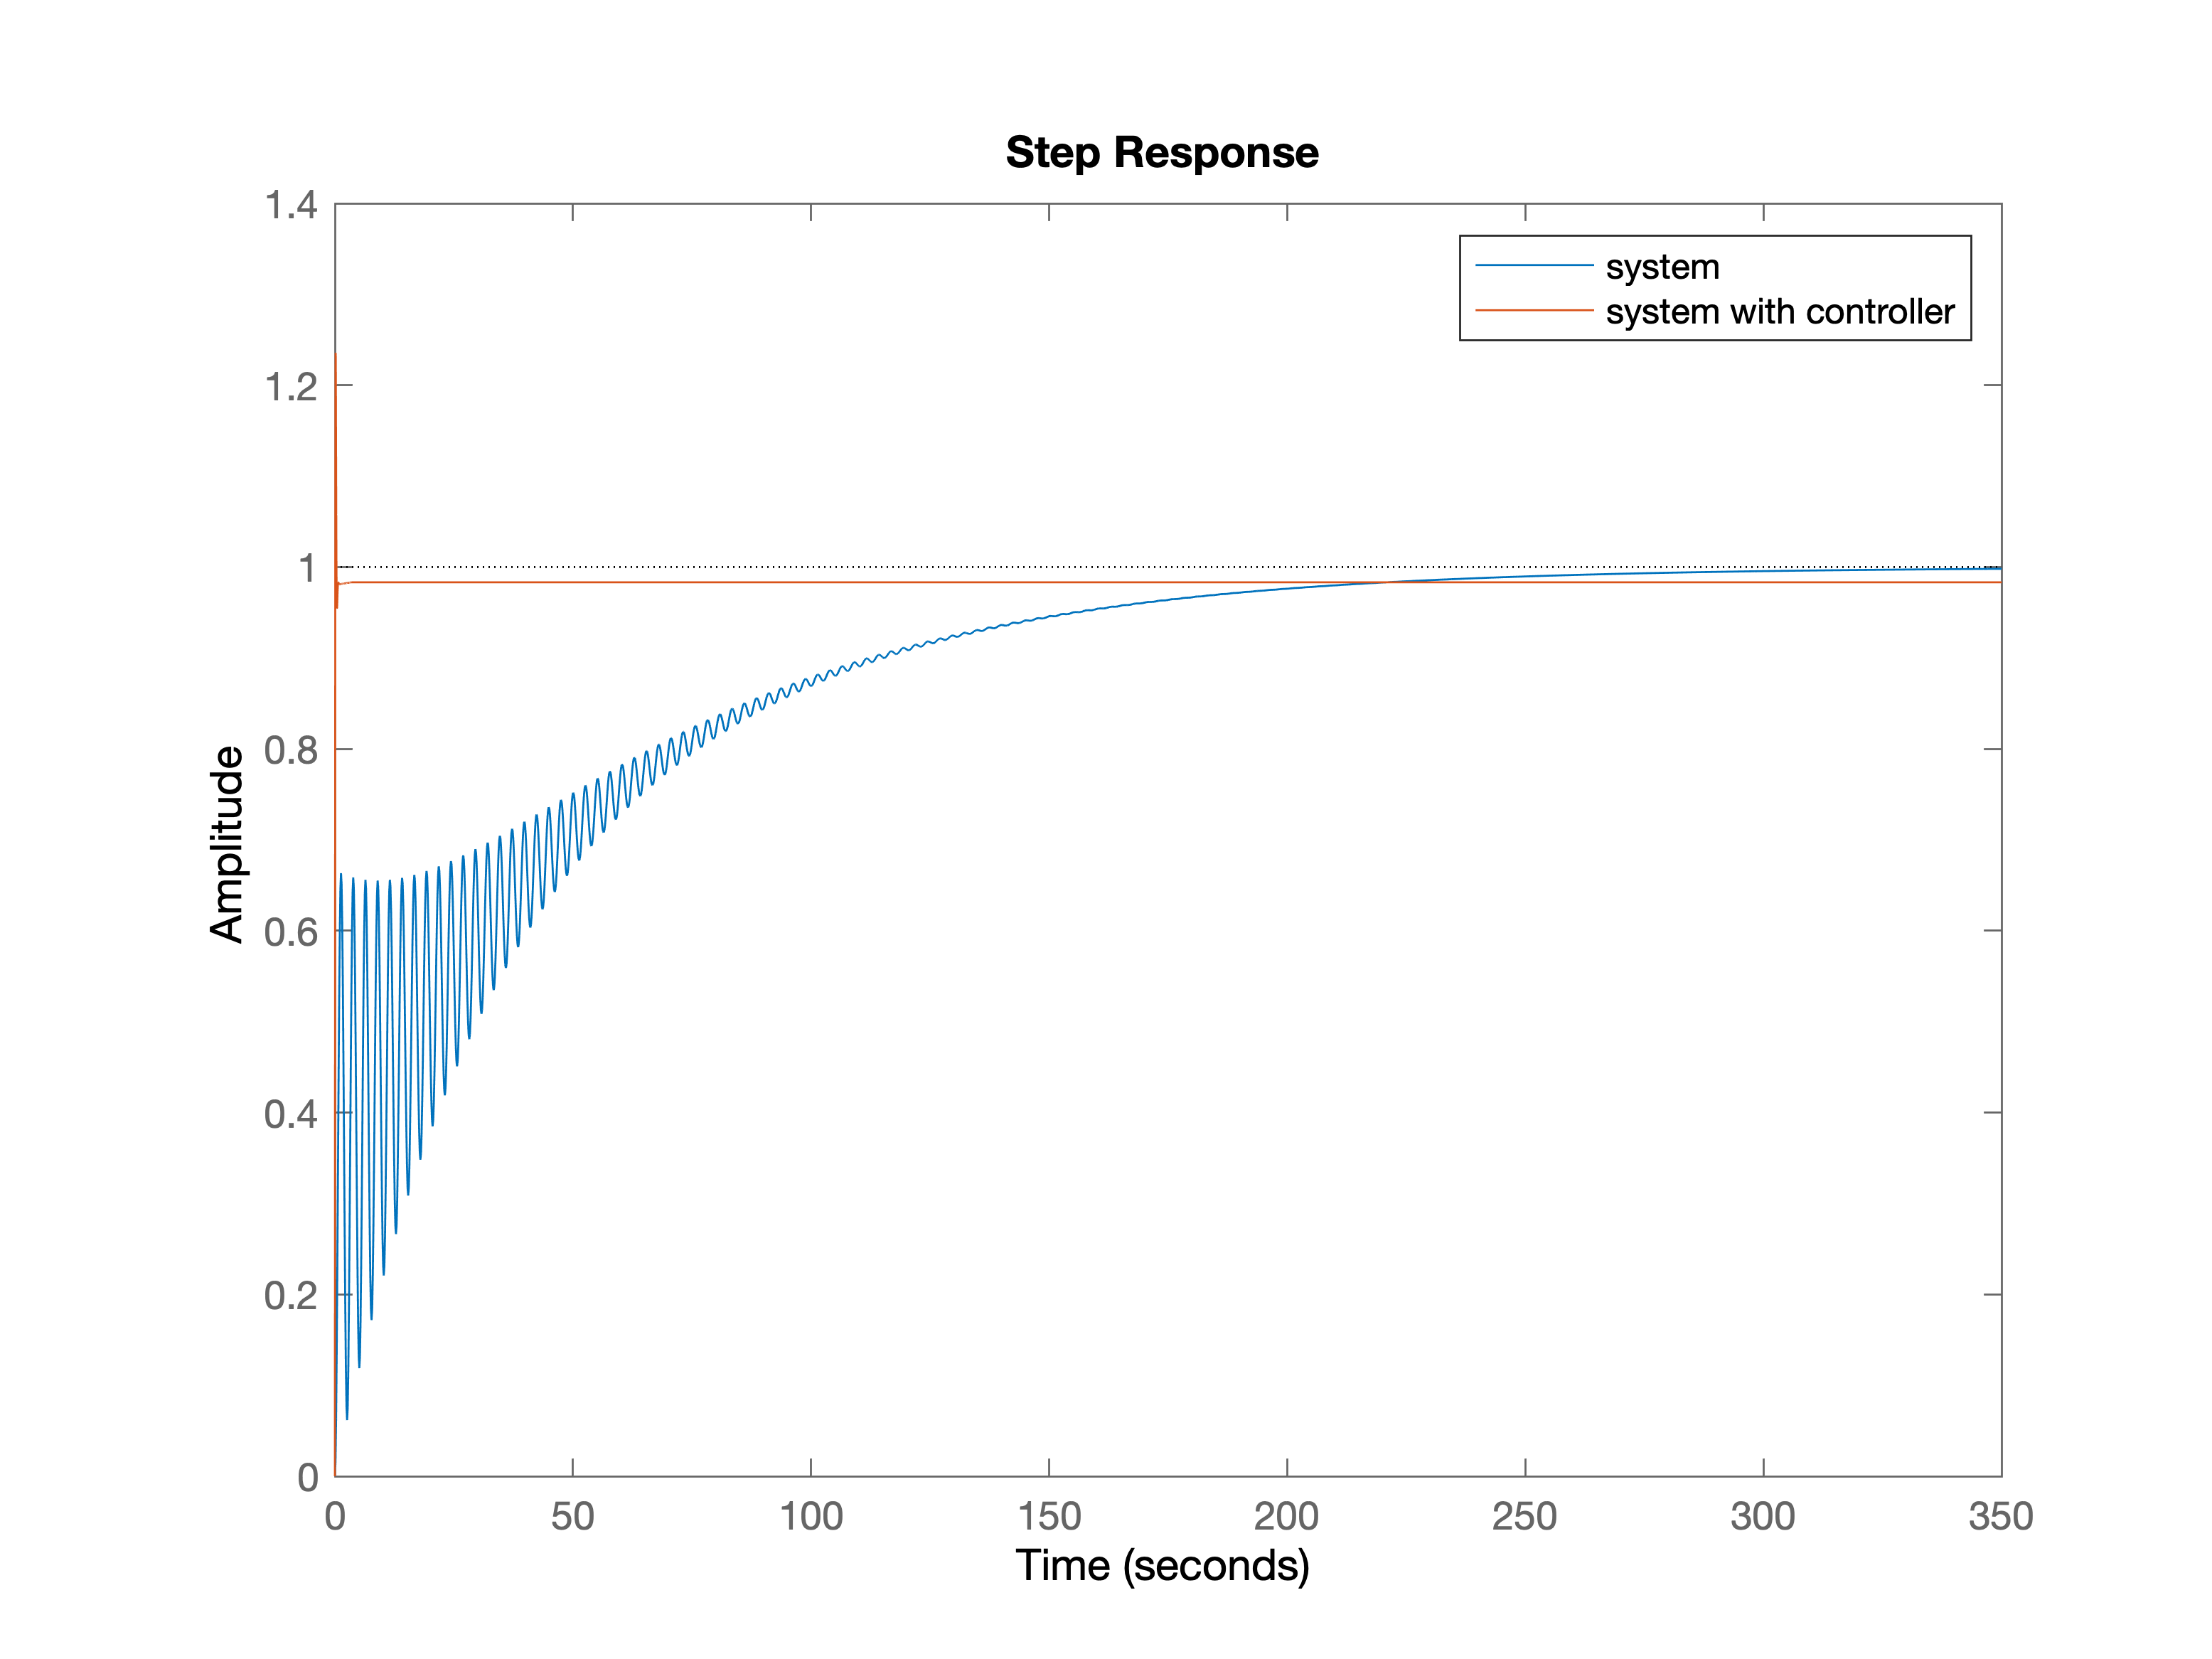 Step Response
system
system with controller
Amplitude
1.4
1.2
1
0.8
0.6
0.4
0.2
0
0 50 100 150 200 250 300 350
Time (seconds)